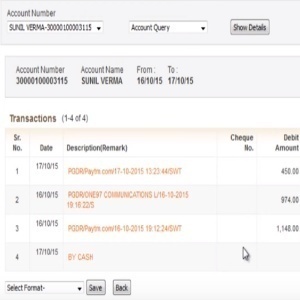 Account Number
SUNIL VERMA-30000100003115 Account Query Show Details
Account Number Account Name From : To :
30000100003115 SUNIL VERMA 16/10/15 17/10/15
Transactions (1-4 of 4)
Sr. No. Date Description(Remark) Cheque No. Debit Amount
1 17/10/15 PGDR/Paytm.com/17-10-2015 13:23:44/SWT 450.00
2 16/10/15 PGDR/ONE97 COMMUNICATIONS L/16-10-2015
19:16:22/S 974.00
3 16/10/15 PGDR/Paytm.com/16-10-2015 19:12:24/SWT 1,148.00
4 17/10/15 BY CASH
Select Format- Save Back